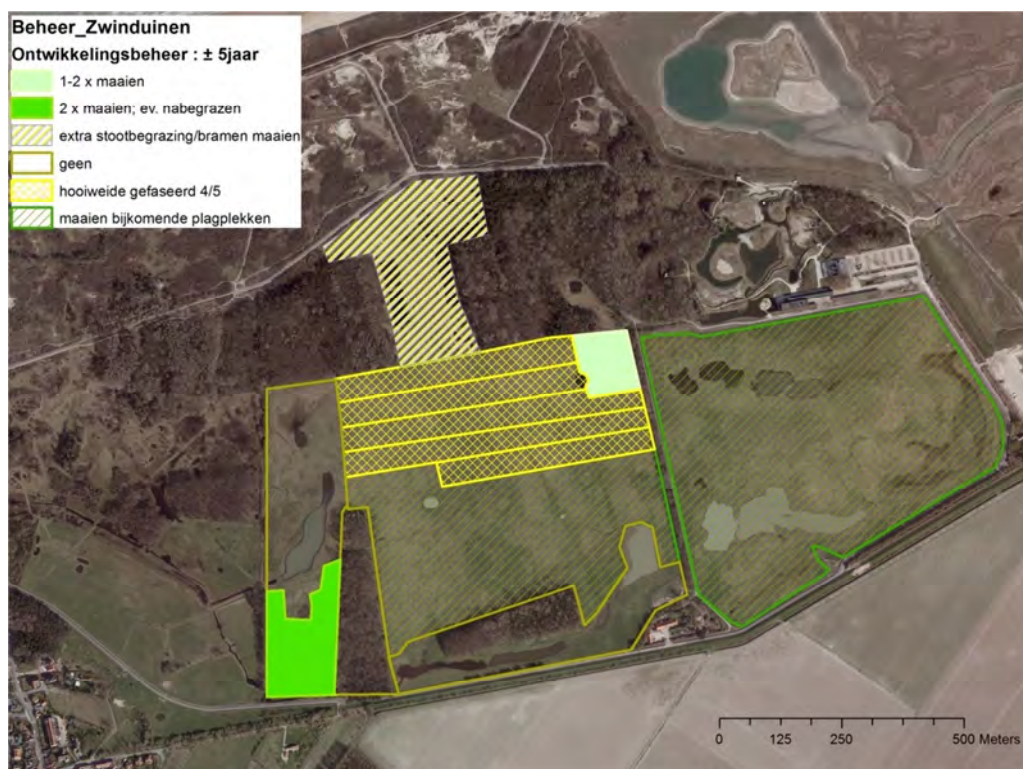 Beheer_Zwinduinen
Ontwikkelingsbeheer : ± 5jaar
1-2 x maaien
2 x maaien; ev. nabegrazen
extra stootbegrazing/bramen maaien
geen
hooiweide gefaseerd 4/5
maaien bijkomende plagplekken
0 125 250 500 Meters